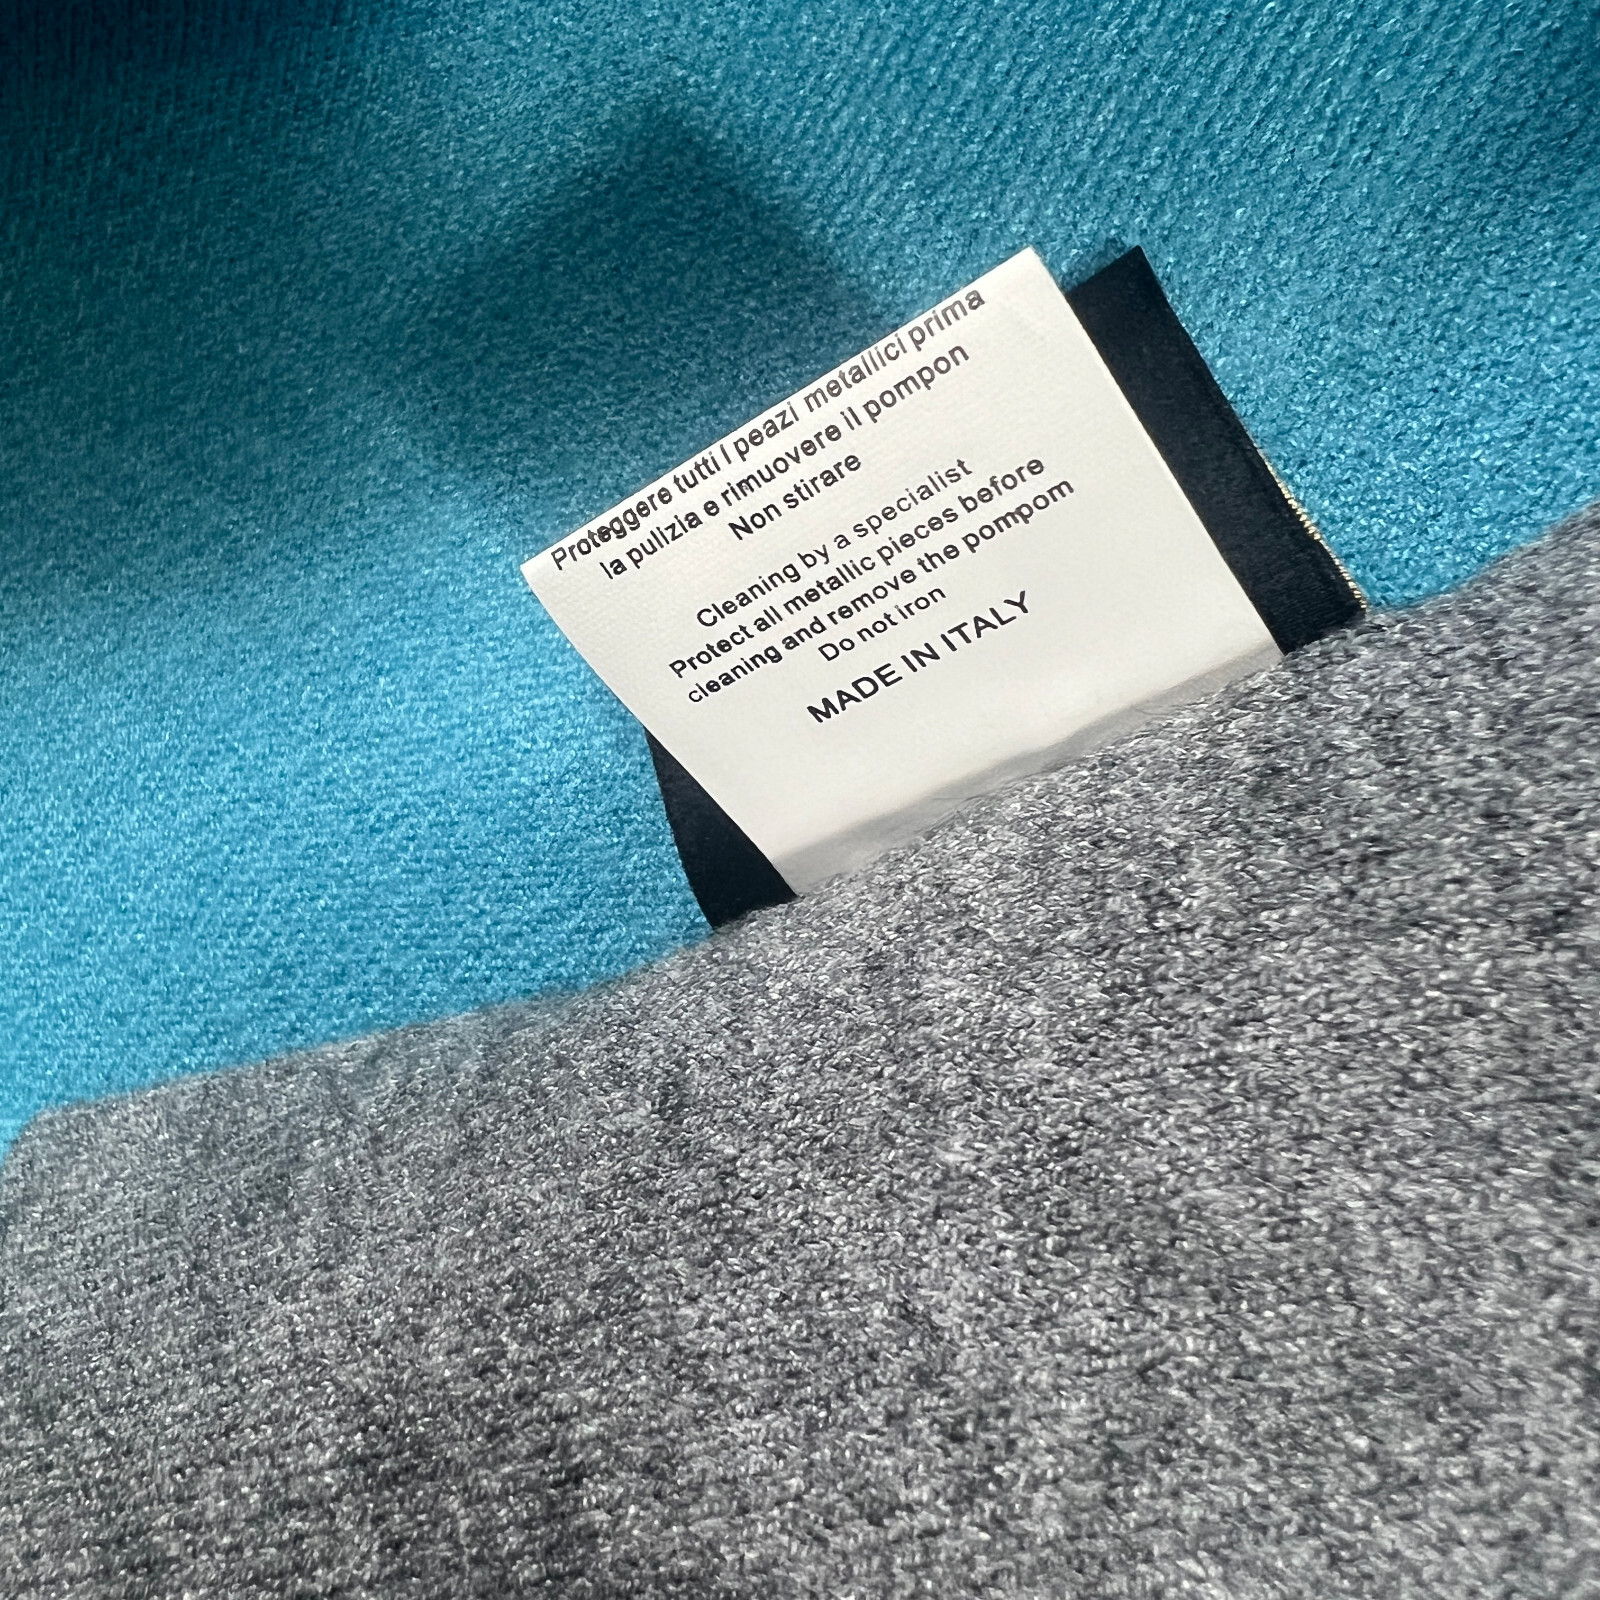 Proteggere tutti I peazi metallici prima
la pulizia e rimuovere il pompon
Non stirare
Cleaning by a specialist
Protect all metallic pieces before
cleaning and remove the pompom
Do not iron
MADE IN ITALY